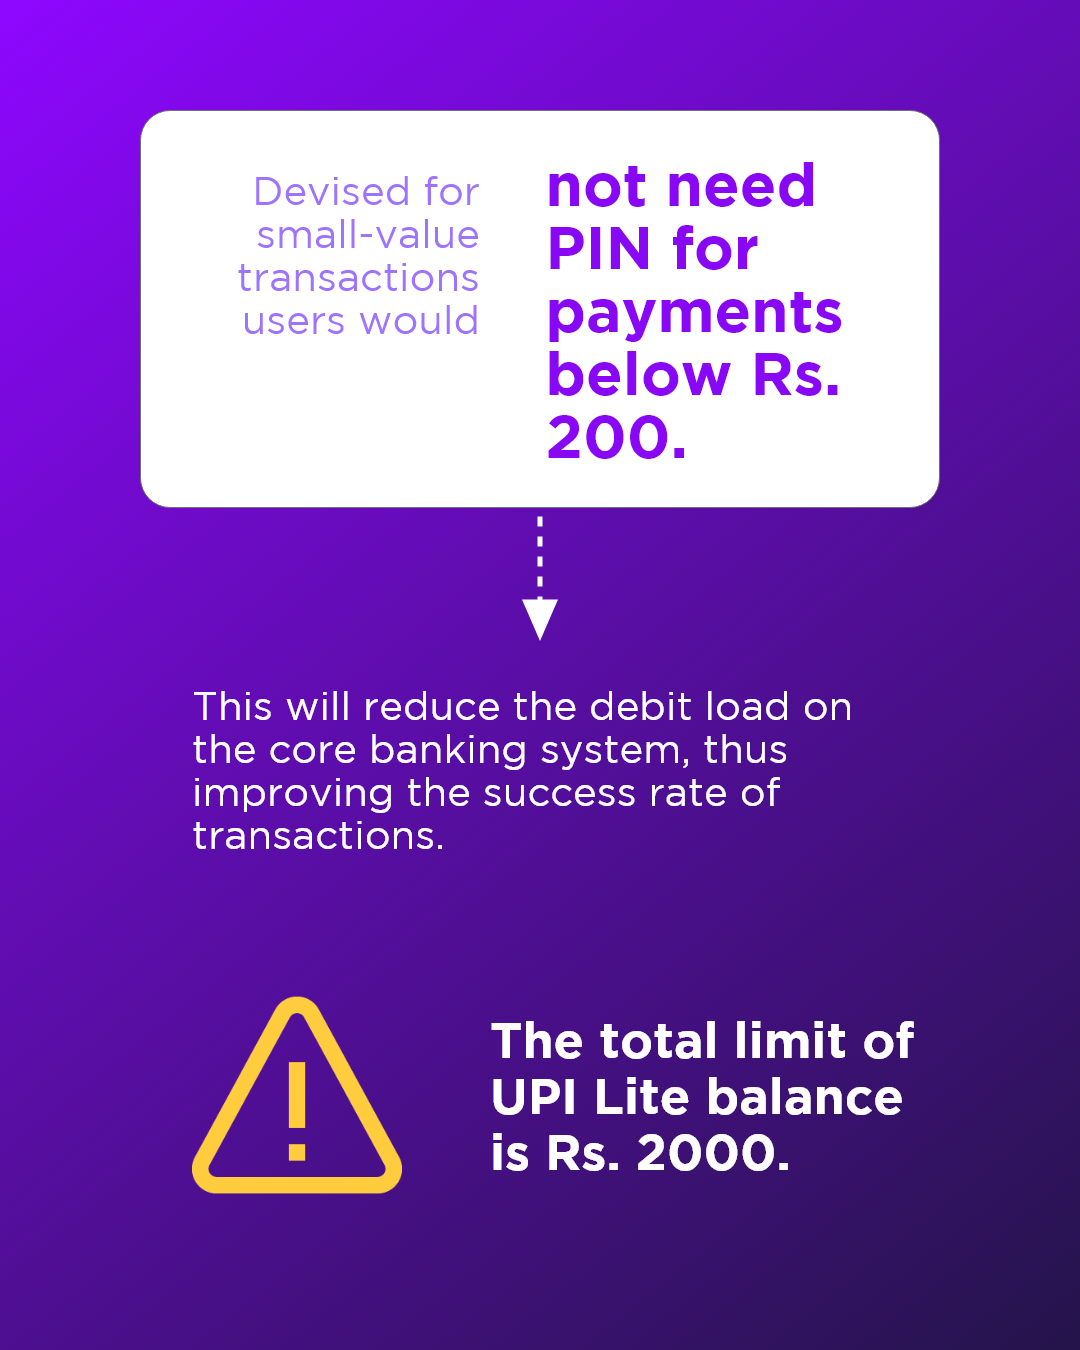 Devised for
small-value
transactions
users would
not need
PIN for
payments
below Rs.
200.
This will reduce the debit load on
the core banking system, thus
improving the success rate of
transactions.
The total limit of
UPI Lite balance
is Rs. 2000.